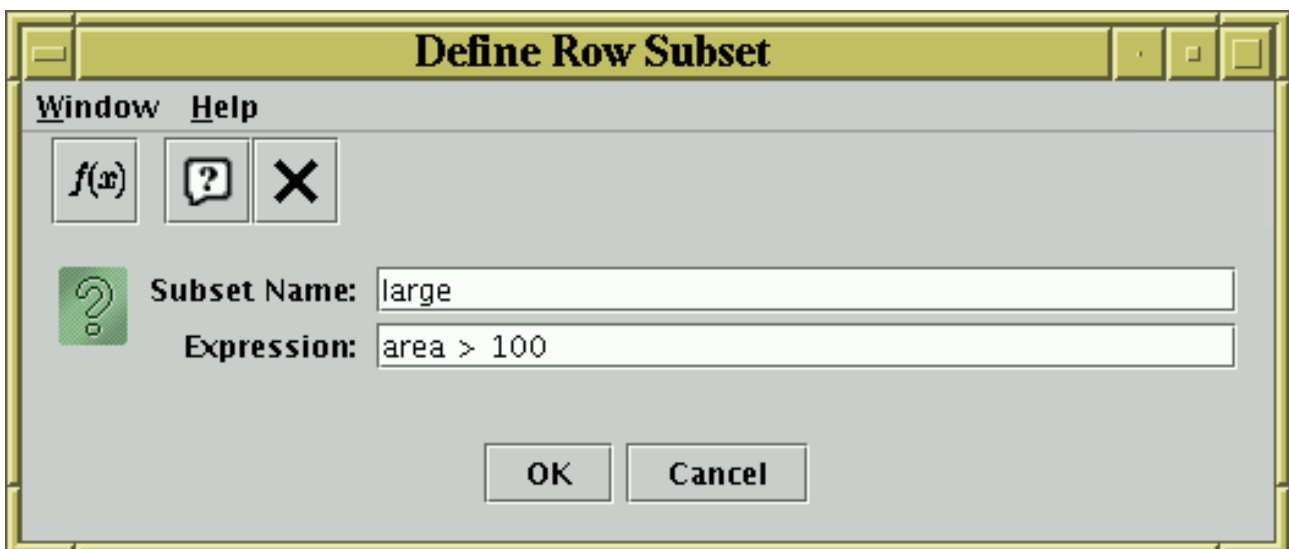 Define Row Subset
Window Help
f(x) ?
Subset Name: large
Expression: area > 100
OK Cancel